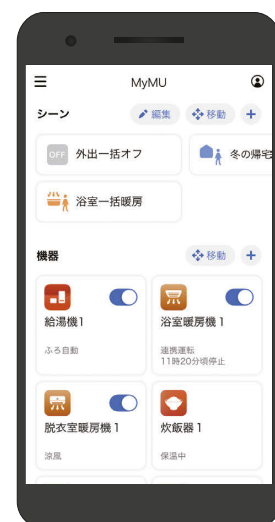 MyMU
シーン
編集
移動
OFF 外出一括オフ
冬の帰宅
浴室一括暖房
機器
移動
給湯機1
ふろ自動
浴室暖房機 1
連携運転
11時20分頃停止
脱衣室暖房機 1
涼風
炊飯器 1
保温中